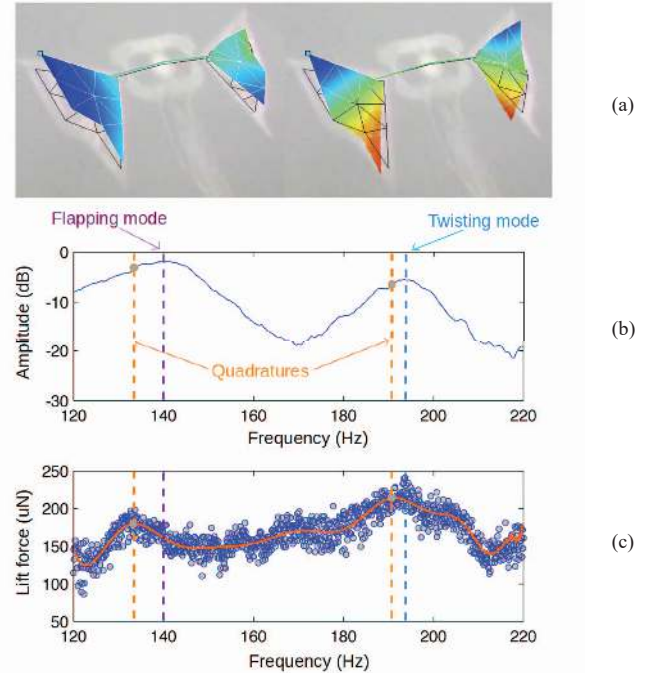 (a)
Flapping mode
Twisting mode
0
-10
-20
-30
Amplitude (dB)
Quadratures
120 140 160 180 200 220
Frequency (Hz)
(b)
250
200
150
100
50
Lift force (uN)
120 140 160 180 200 220
Frequency (Hz)
(c)